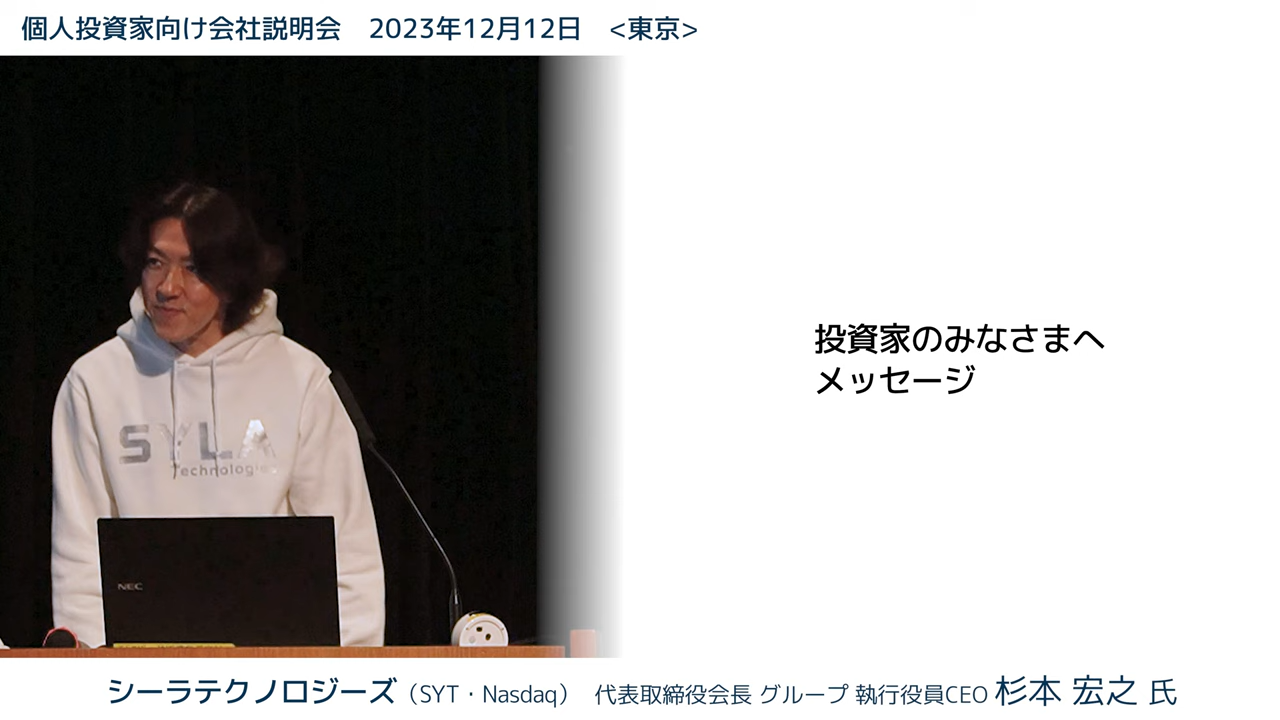 個人投資家向け会社説明会　2023年12月12日　<東京>
投資家のみなさまへ
メッセージ
SYLA
Technologies
NEC
シーラテクノロジーズ（SYT・Nasdaq）　代表取締役会長 グループ 執行役員CEO 杉本 宏之 氏